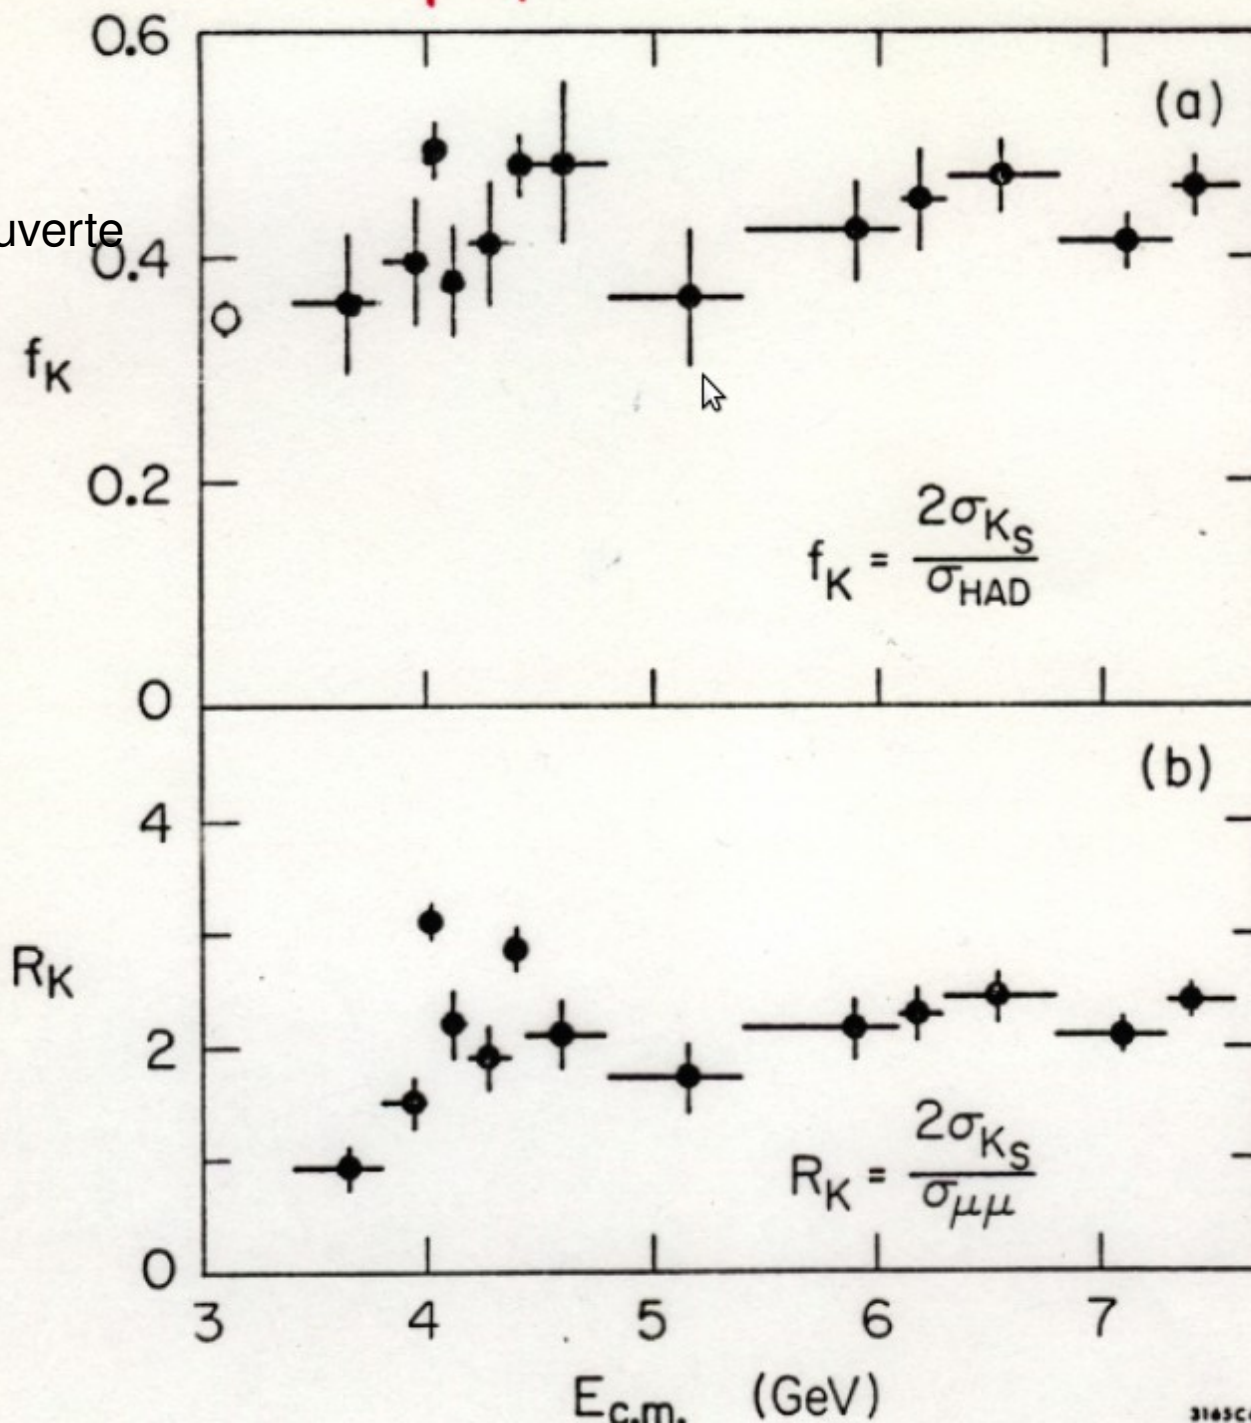 0.6
(a)
uverte
0.4
fK
0.2
fK = 2σKS
σHAD
0
(b)
4
RK
2
RK = 2σKS
σμμ
0
3 4 5 6 7
Ec.m. (GeV)